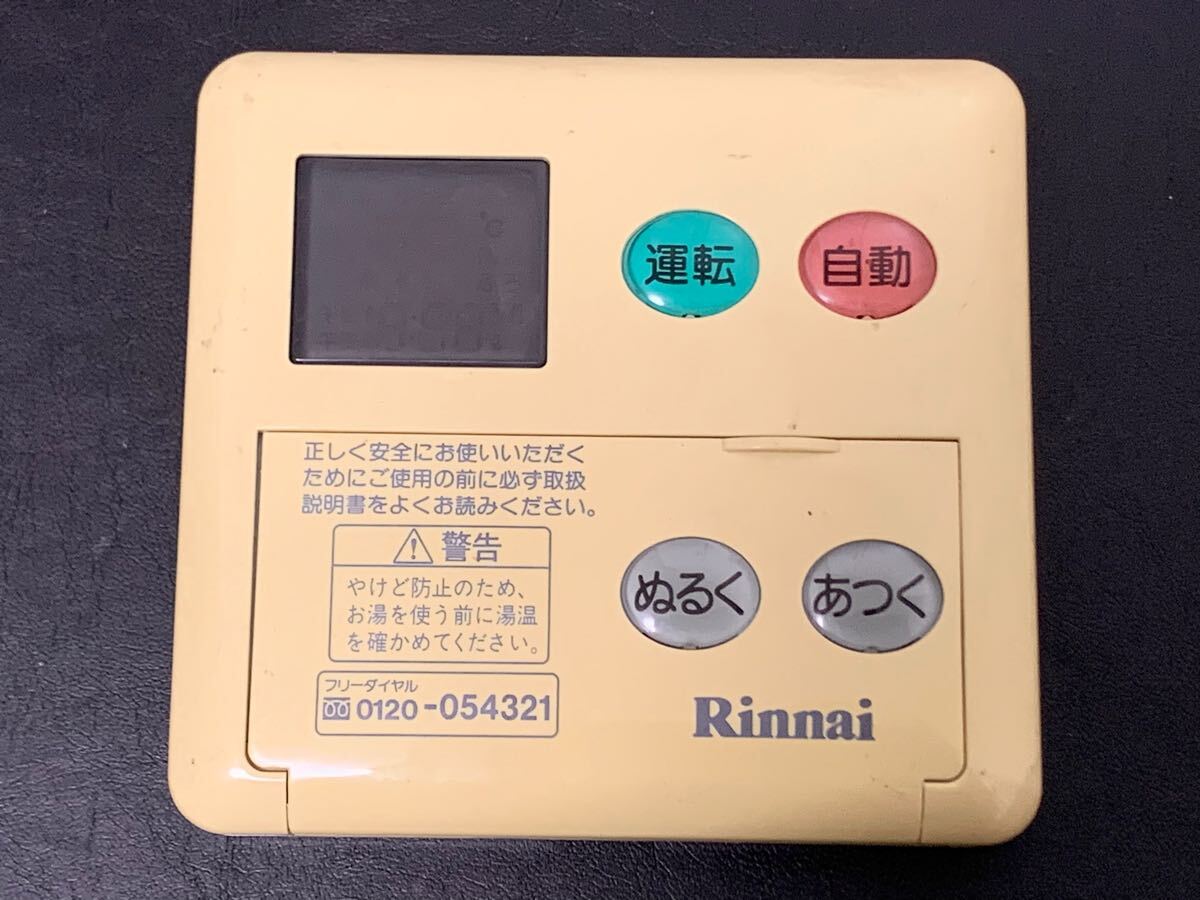 運転
自動
正しく安全にお使いいただく
ためにご使用の前に必ず取扱
説明書をよくお読みください。
警告
やけど防止のため、
お湯を使う前に湯温
を確かめてください。
フリーダイヤル
0120-054321
ぬるく
あつく
Rinnai